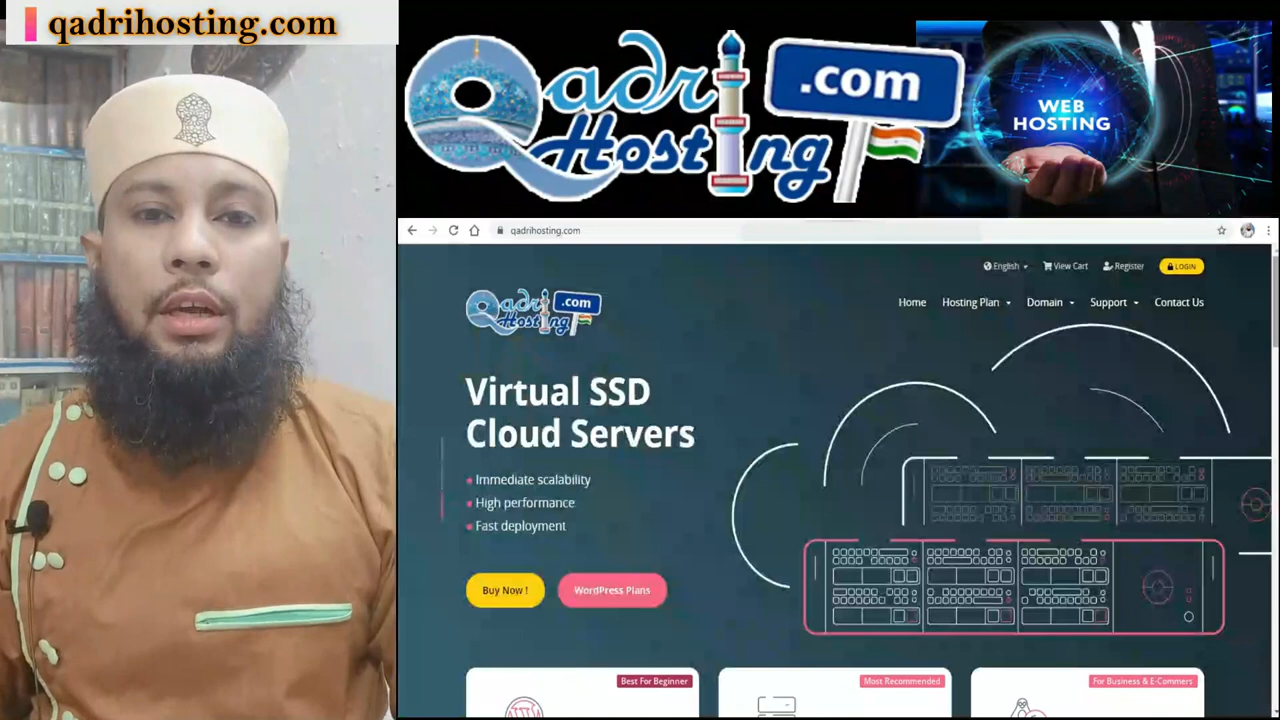 qadrihosting.com
Qadri
.com
Hosting
WEB
HOSTING
qadrihosting.com
English
View Cart
Register
LOGIN
Qadri
.com
Hosting
Home
Hosting Plan
Domain
Support
Contact Us
Virtual SSD
Cloud Servers
Immediate scalability
High performance
Fast deployment
Buy Now !
WordPress Plans
Best For Beginner
Most Recommended
For Business & E-Commers